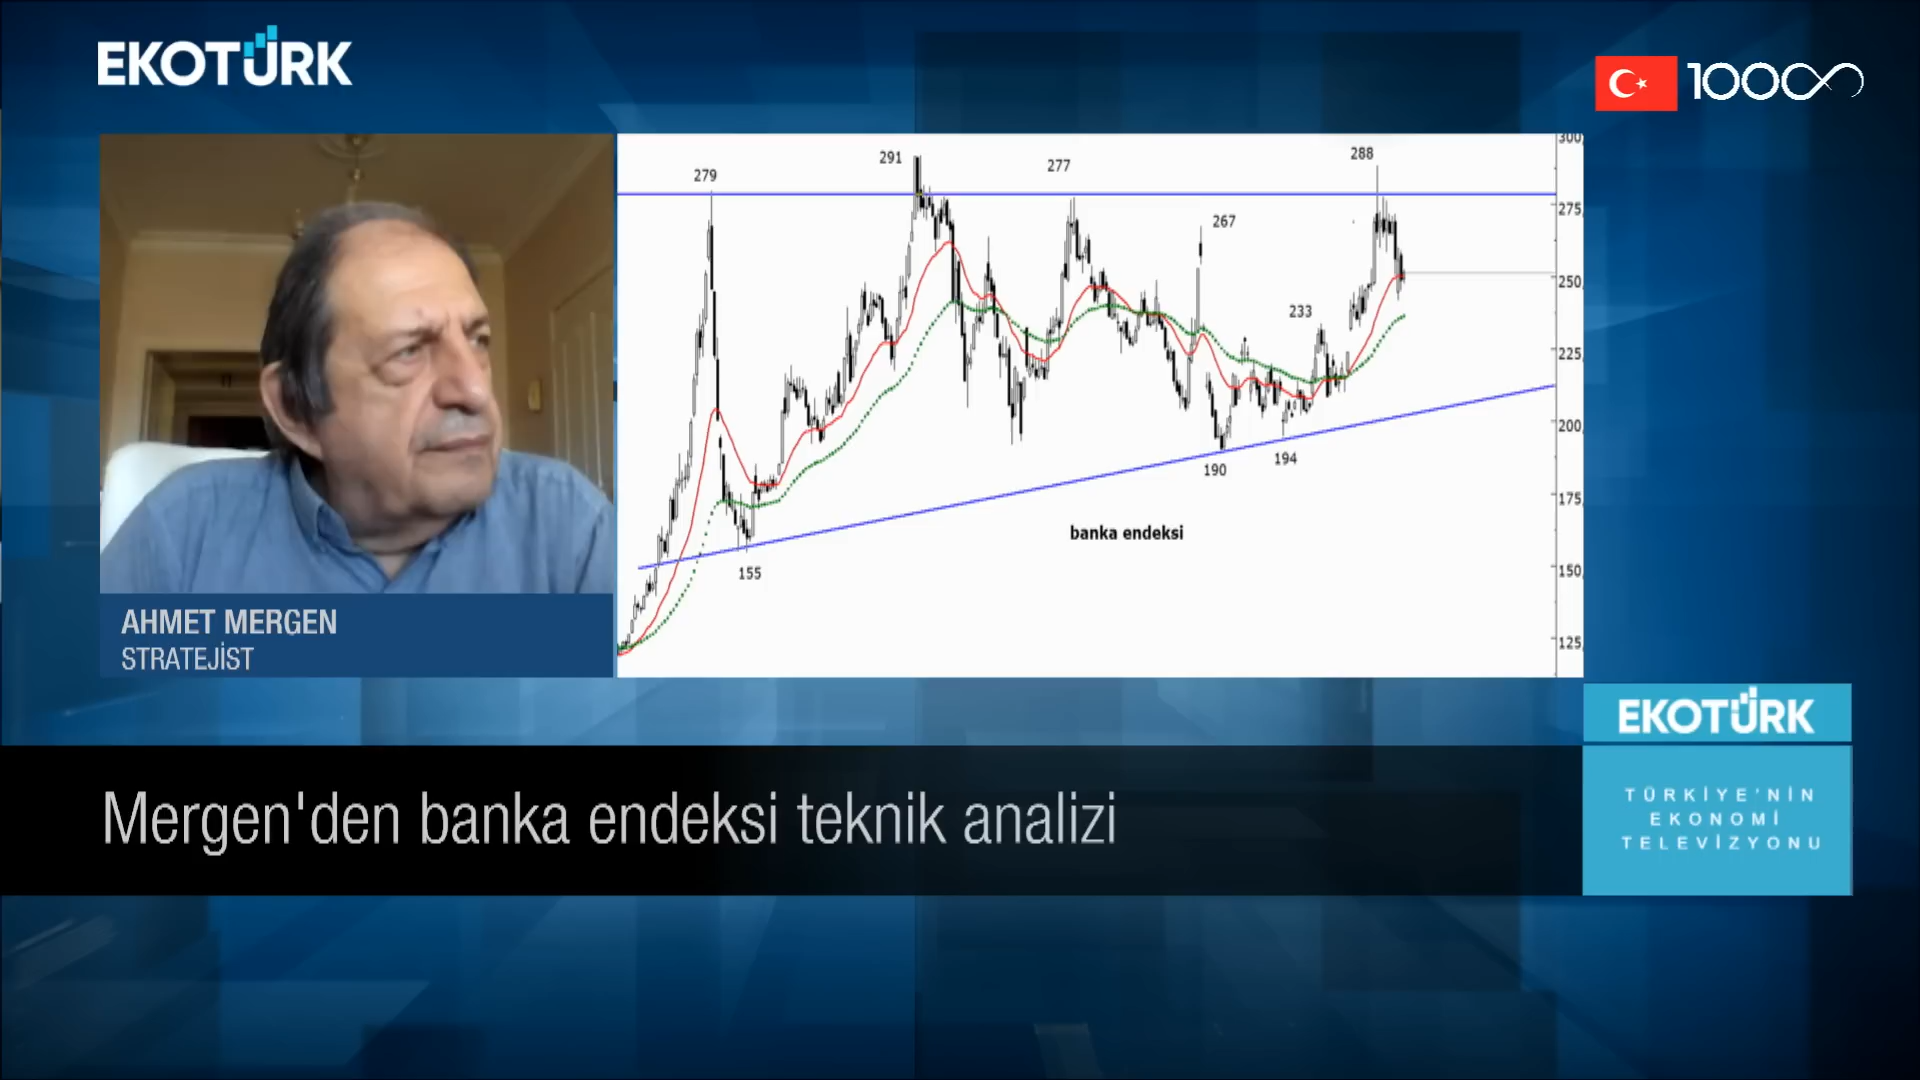 EKOTÜRK
100
279
291
277
288
267
233
190
194
155
banka endeksi
300
275
250
225
200
175
150
125
AHMET MERGEN
STRATEJİST
EKOTÜRK
Mergen'den banka endeksi teknik analizi
TÜRKİYE'NİN
EKONOMİ
TELEVİZYONU